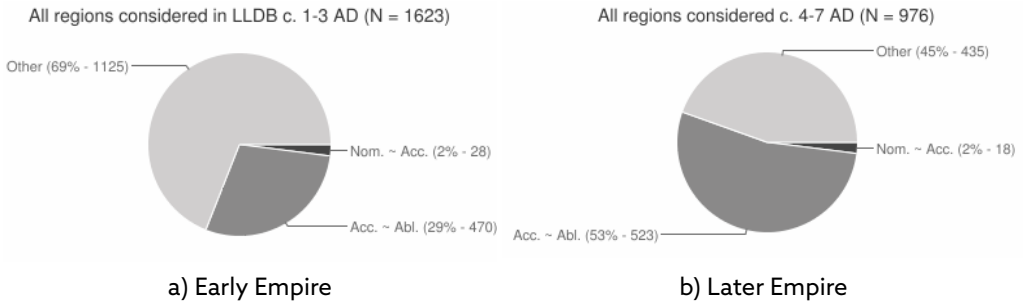 All regions considered in LLDB c. 1-3 AD (N = 1623)
Other (69% - 1125)
Nom. ~ Acc. (2% - 28)
Acc. ~ Abl. (29% - 470)
a) Early Empire
All regions considered c. 4-7 AD (N = 976)
Other (45% - 435)
Nom. ~ Acc. (2% - 18)
Acc. ~ Abl. (53% - 523)
b) Later Empire